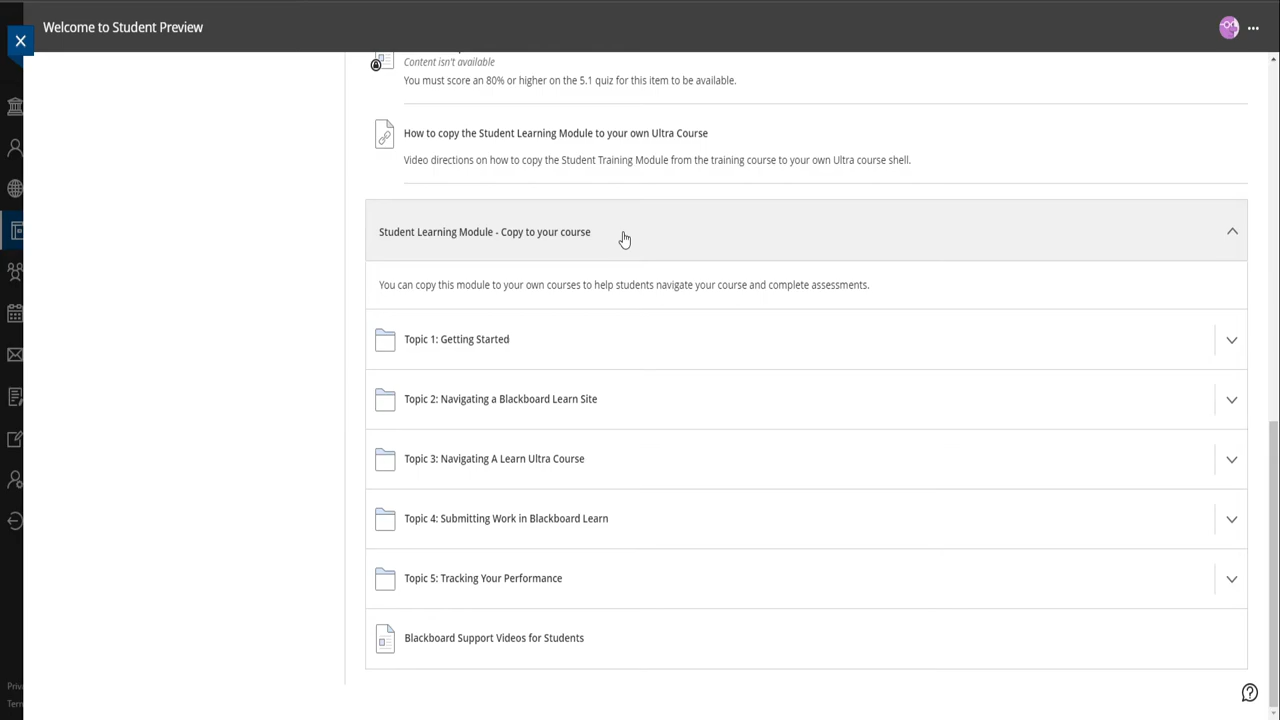 Welcome to Student Preview
Content isn't available
You must score an 80% or higher on the 5.1 quiz for this item to be available.
How to copy the Student Learning Module to your own Ultra Course
Video directions on how to copy the Student Training Module from the training course to your own Ultra course shell.
Student Learning Module - Copy to your course
You can copy this module to your own courses to help students navigate your course and complete assessments.
Topic 1: Getting Started
Topic 2: Navigating a Blackboard Learn Site
Topic 3: Navigating A Learn Ultra Course
Topic 4: Submitting Work in Blackboard Learn
Topic 5: Tracking Your Performance
Blackboard Support Videos for Students